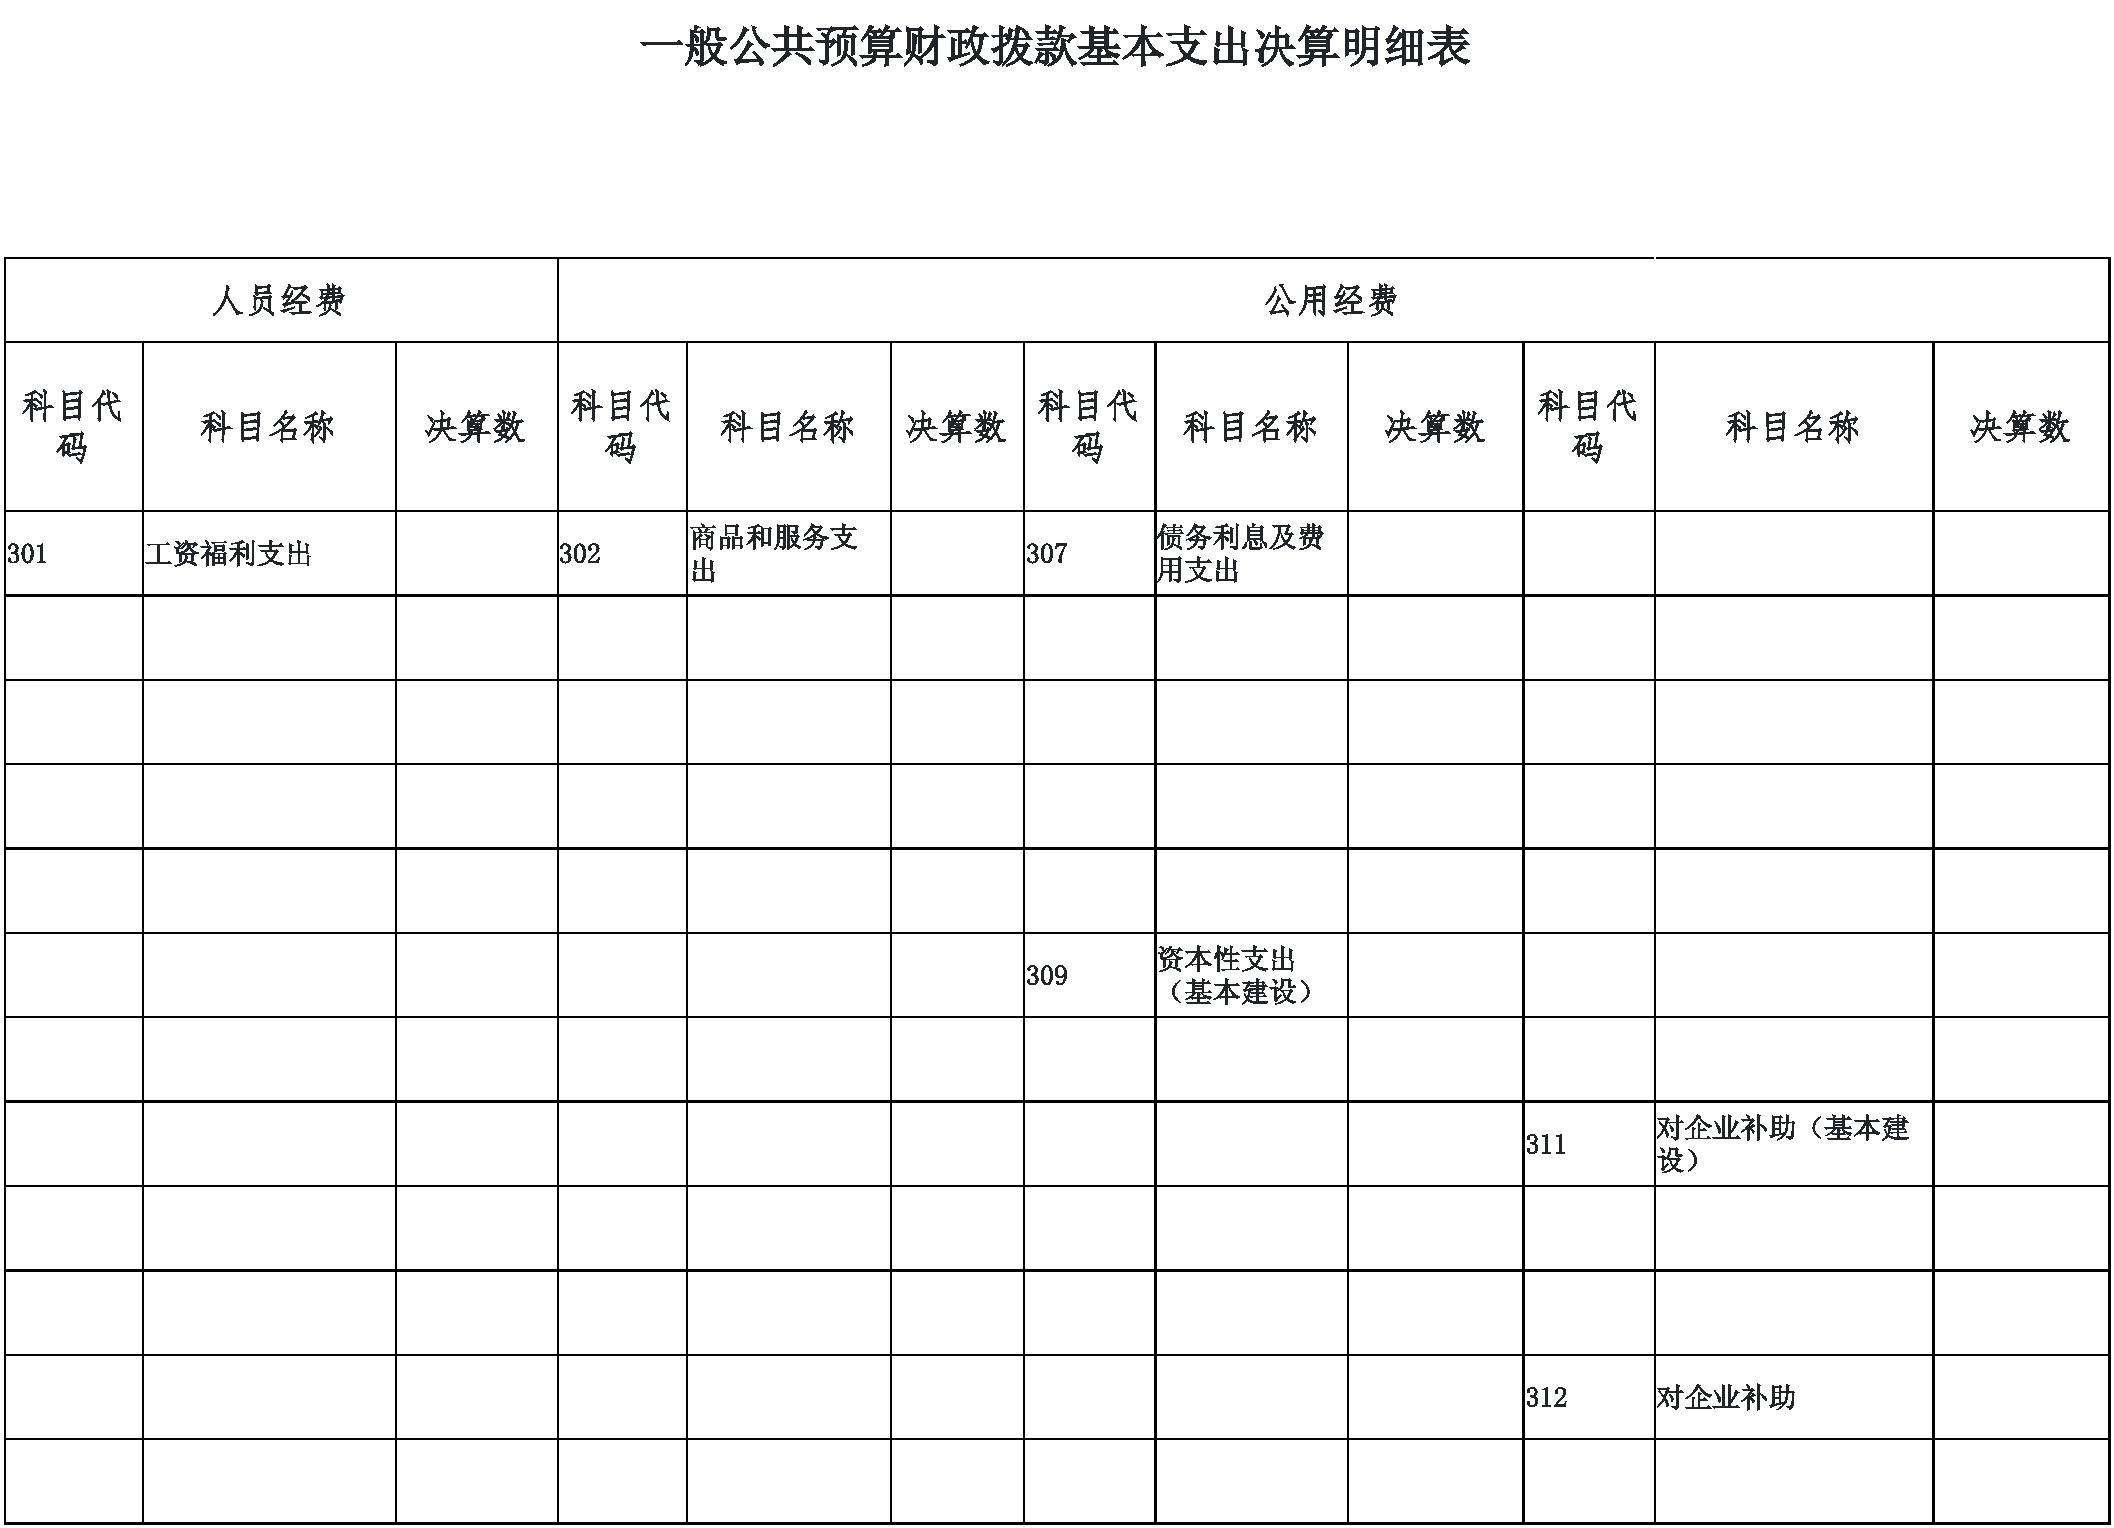 一般公共预算财政拨款基本支出决算明细表
人员经费 公用经费
科目代码 科目名称 决算数 科目代码 科目名称 决算数 科目代码 科目名称 决算数 科目代码 科目名称 决算数
301 工资福利支出 302 商品和服务支出 307 债务利息及费用支出
309 资本性支出（基本建设）
311 对企业补助（基本建设）
312 对企业补助